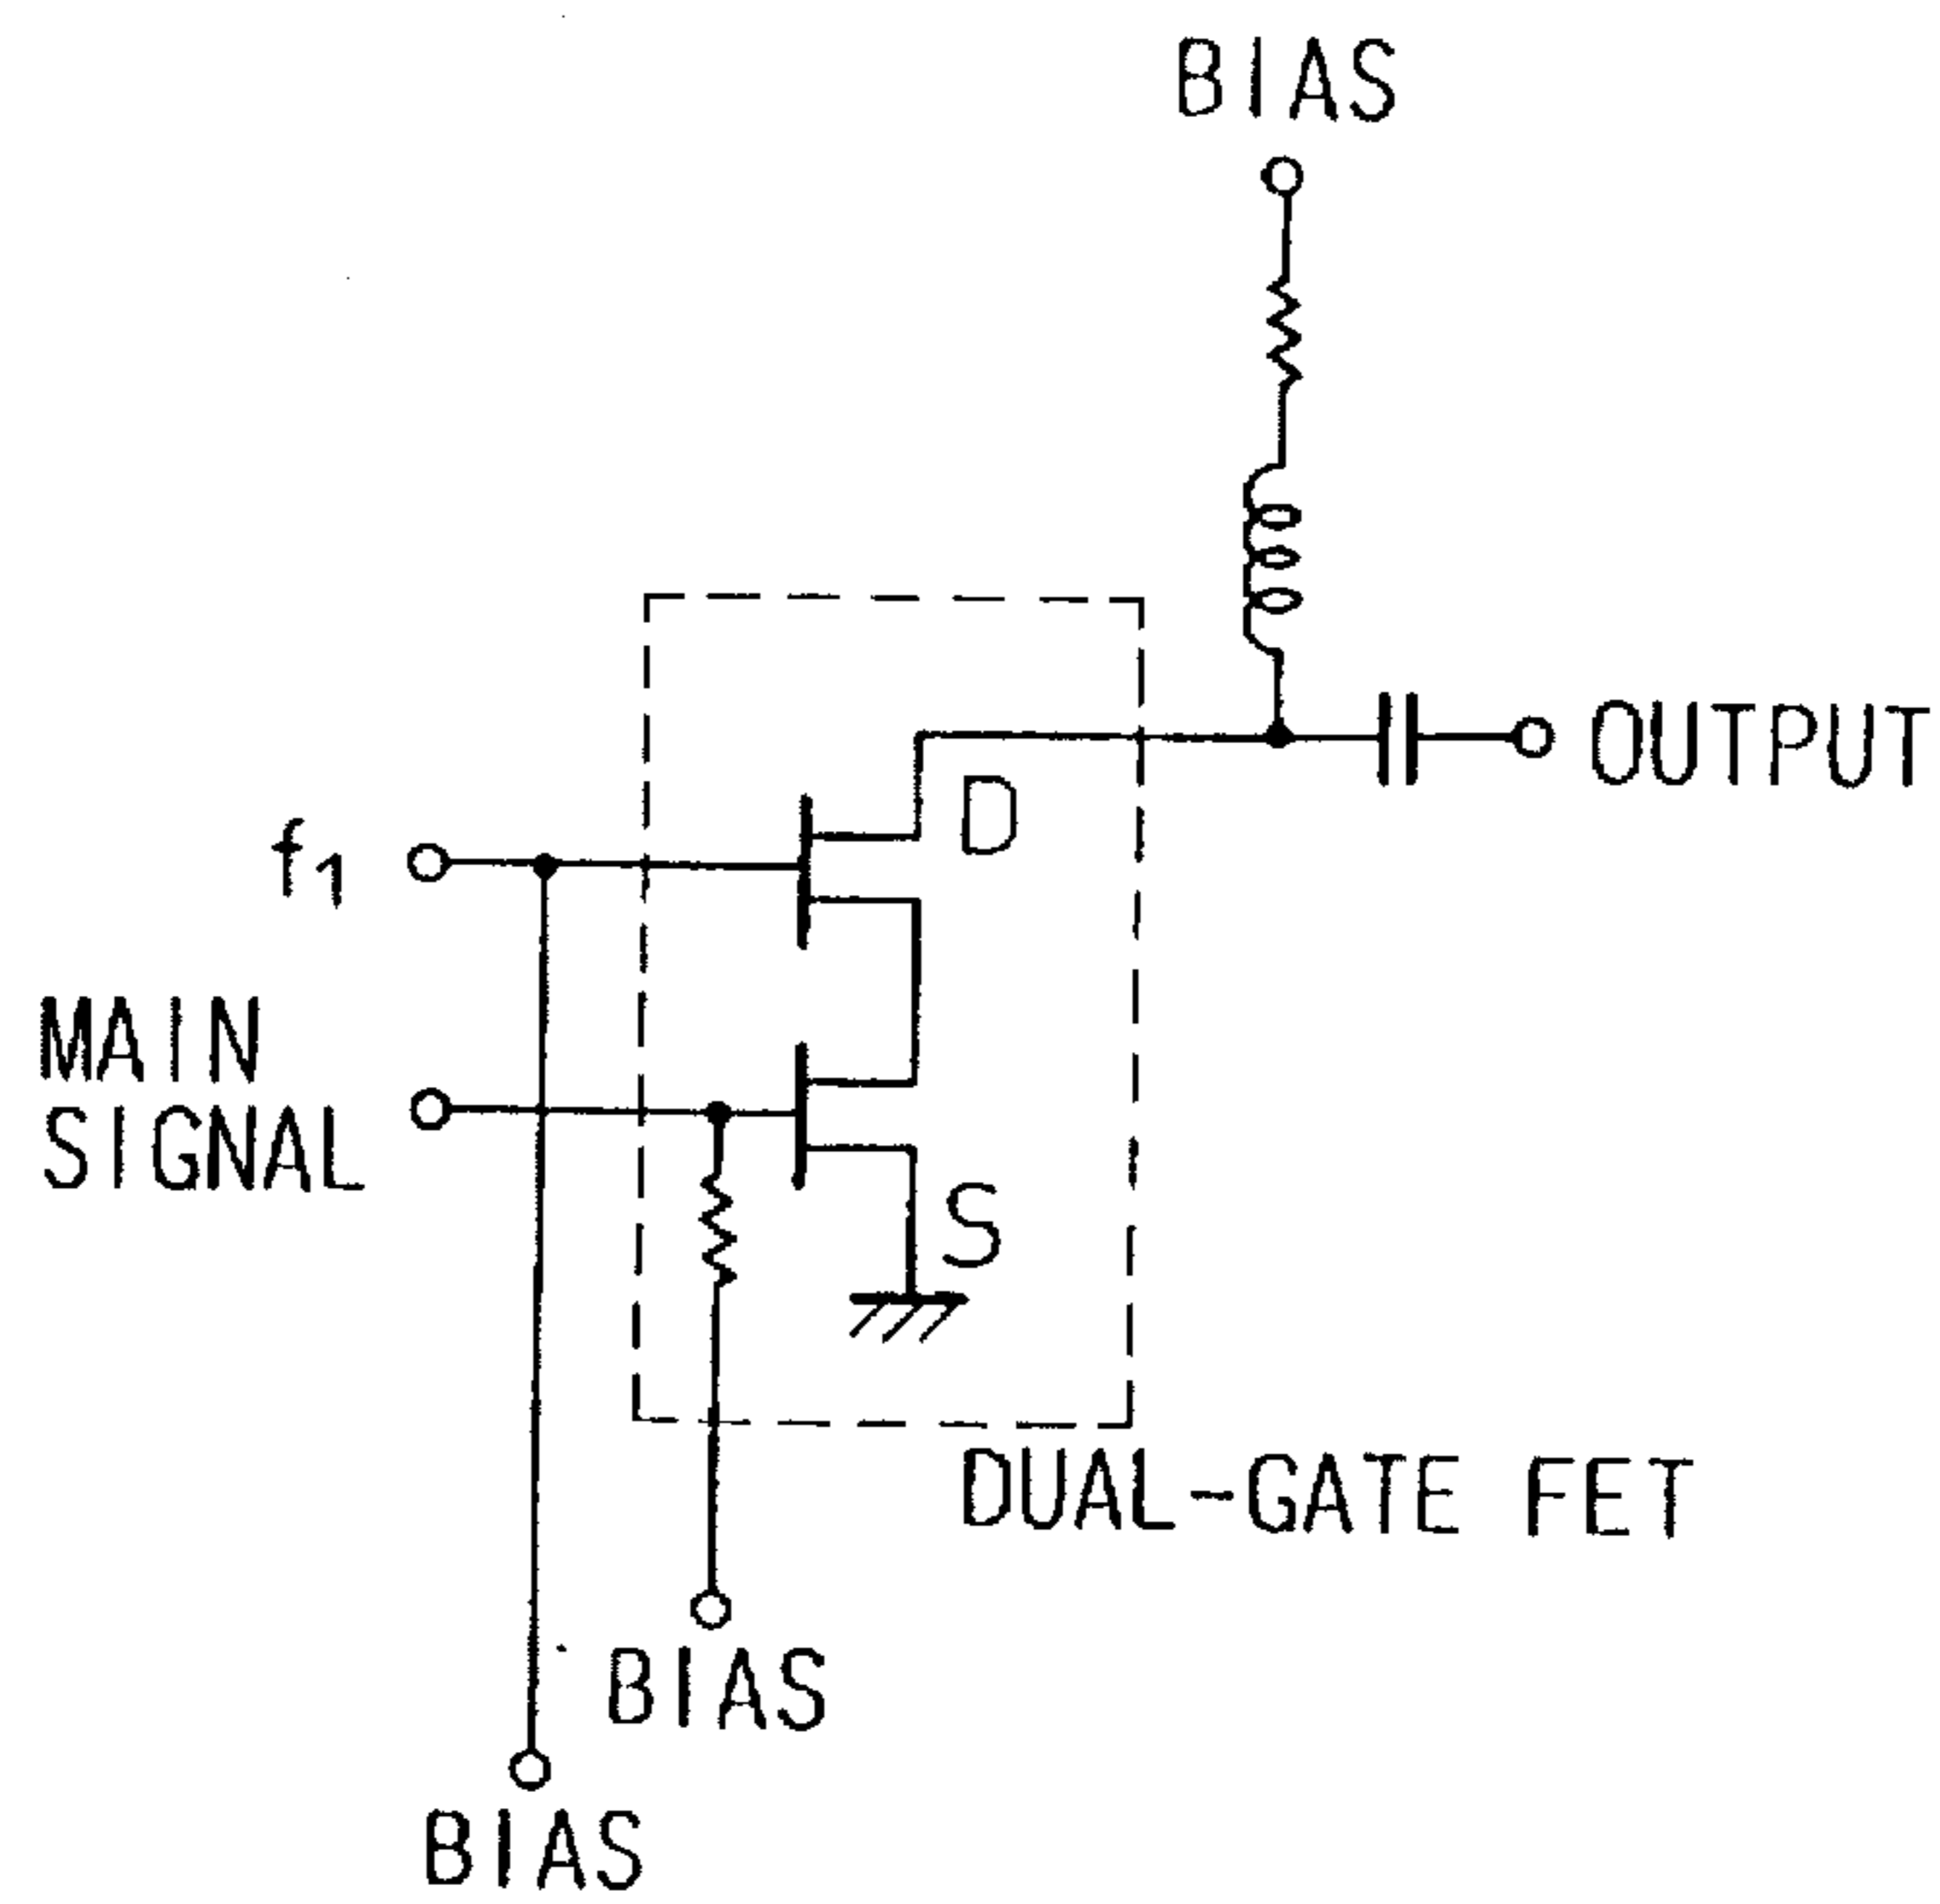 BIAS
OUTPUT
D
f1
MAIN
SIGNAL
S
DUAL-GATE FET
BIAS
BIAS